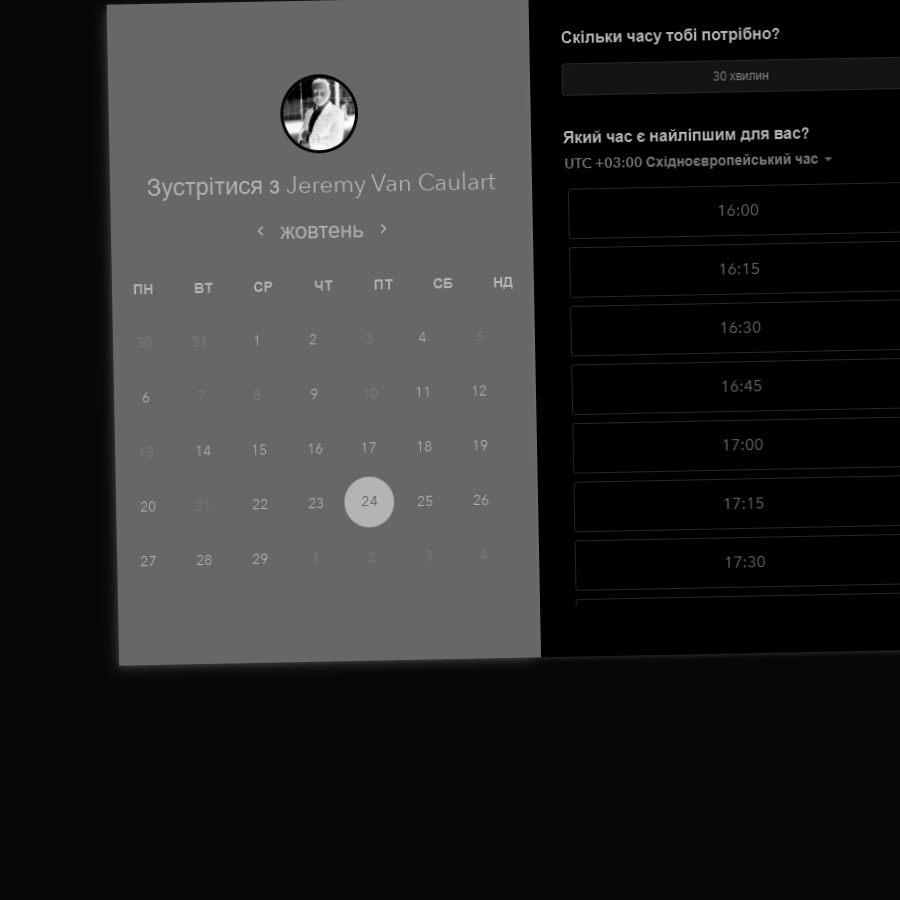 Зустрітися з Jeremy Van Caulart
жовтень
ПН ВТ СР ЧТ ПТ СБ НД
30 31 1 2 3 4 5
6 7 8 9 10 11 12
13 14 15 16 17 18 19
20 21 22 23 24 25 26
27 28 29 1 2 3 4
Скільки часу тобі потрібно?
30 хвилин
Який час є найліпшим для вас?
UTC +03:00 Східноєвропейський час
16:00
16:15
16:30
16:45
17:00
17:15
17:30